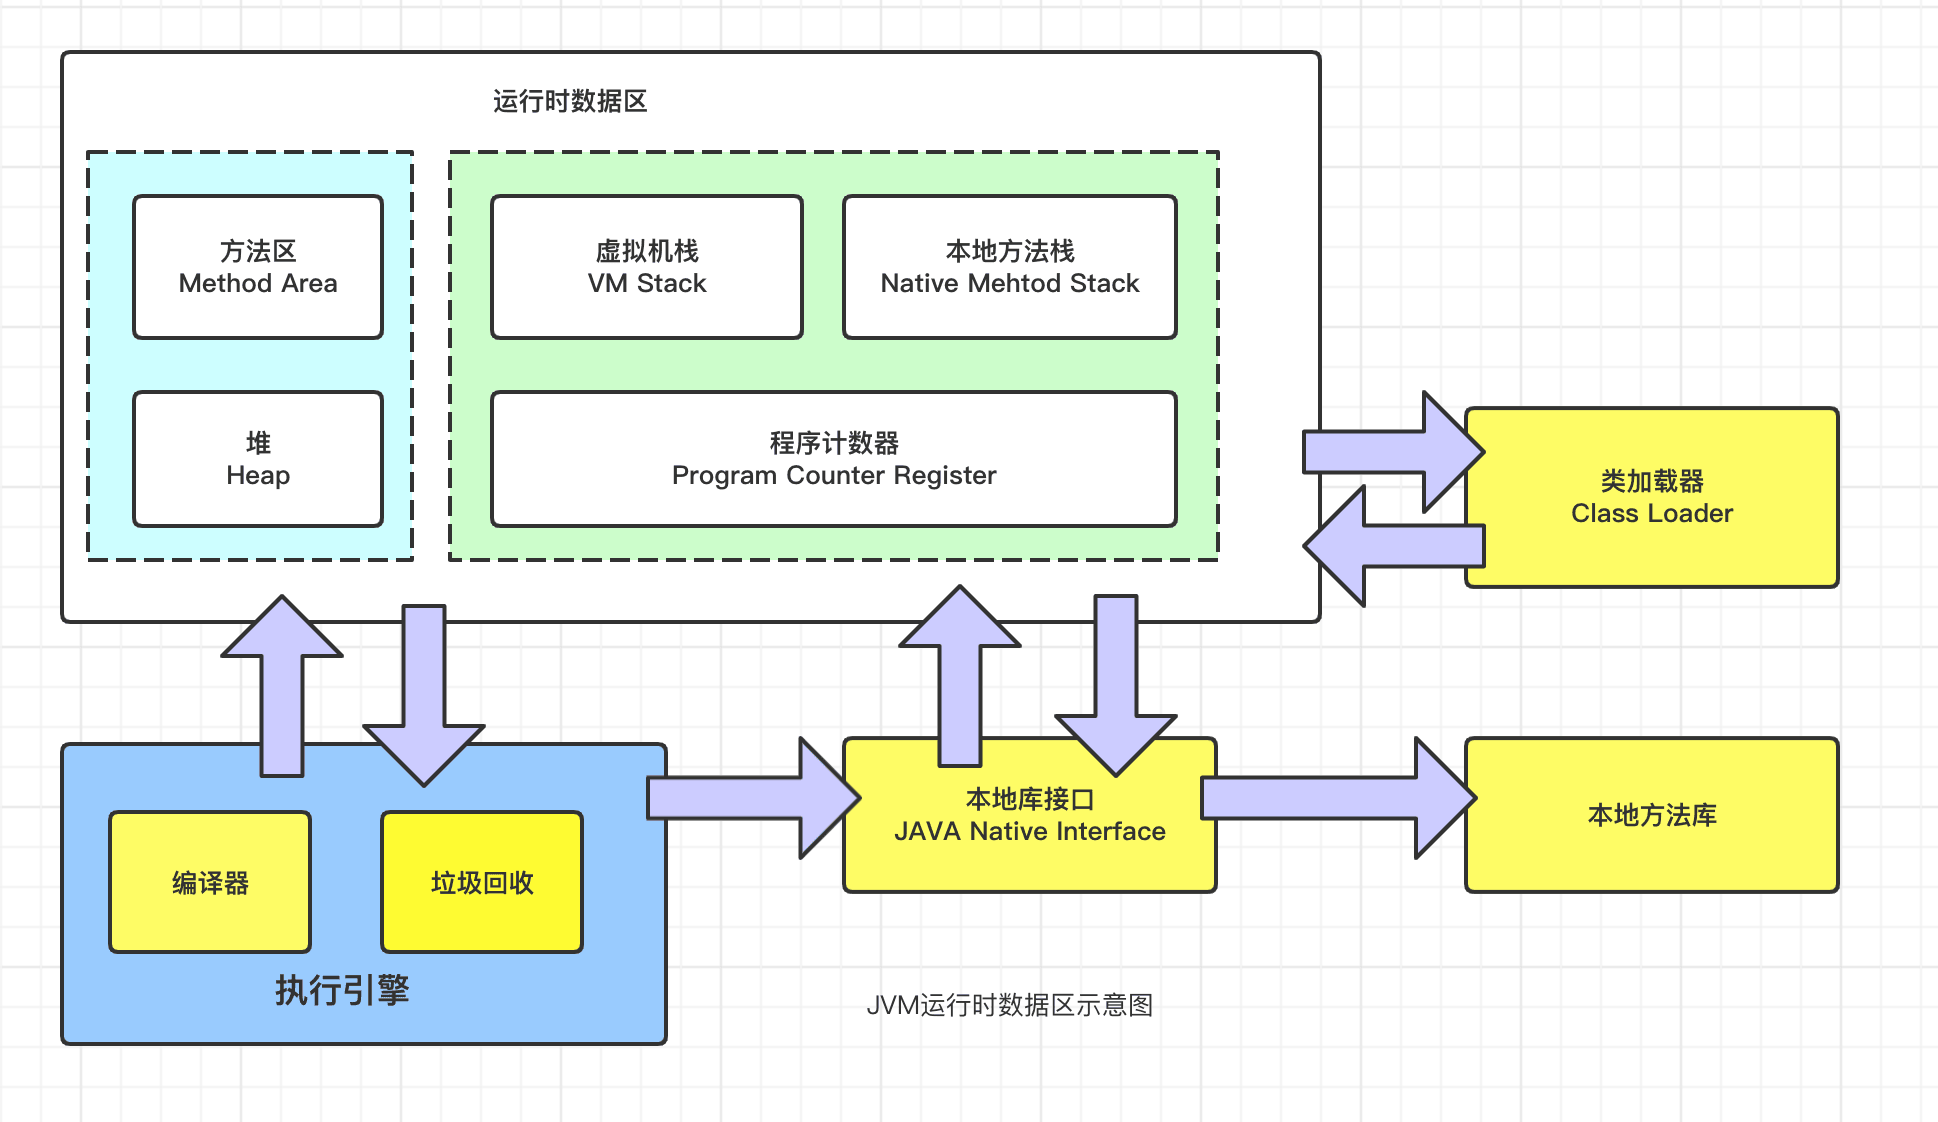 运行时数据区
方法区
Method Area
虚拟机栈
VM Stack
本地方法栈
Native Mehtod Stack
堆
Heap
程序计数器
Program Counter Register
类加载器
Class Loader
本地库接口
JAVA Native Interface
本地方法库
编译器
垃圾回收
执行引擎
JVM运行时数据区示意图